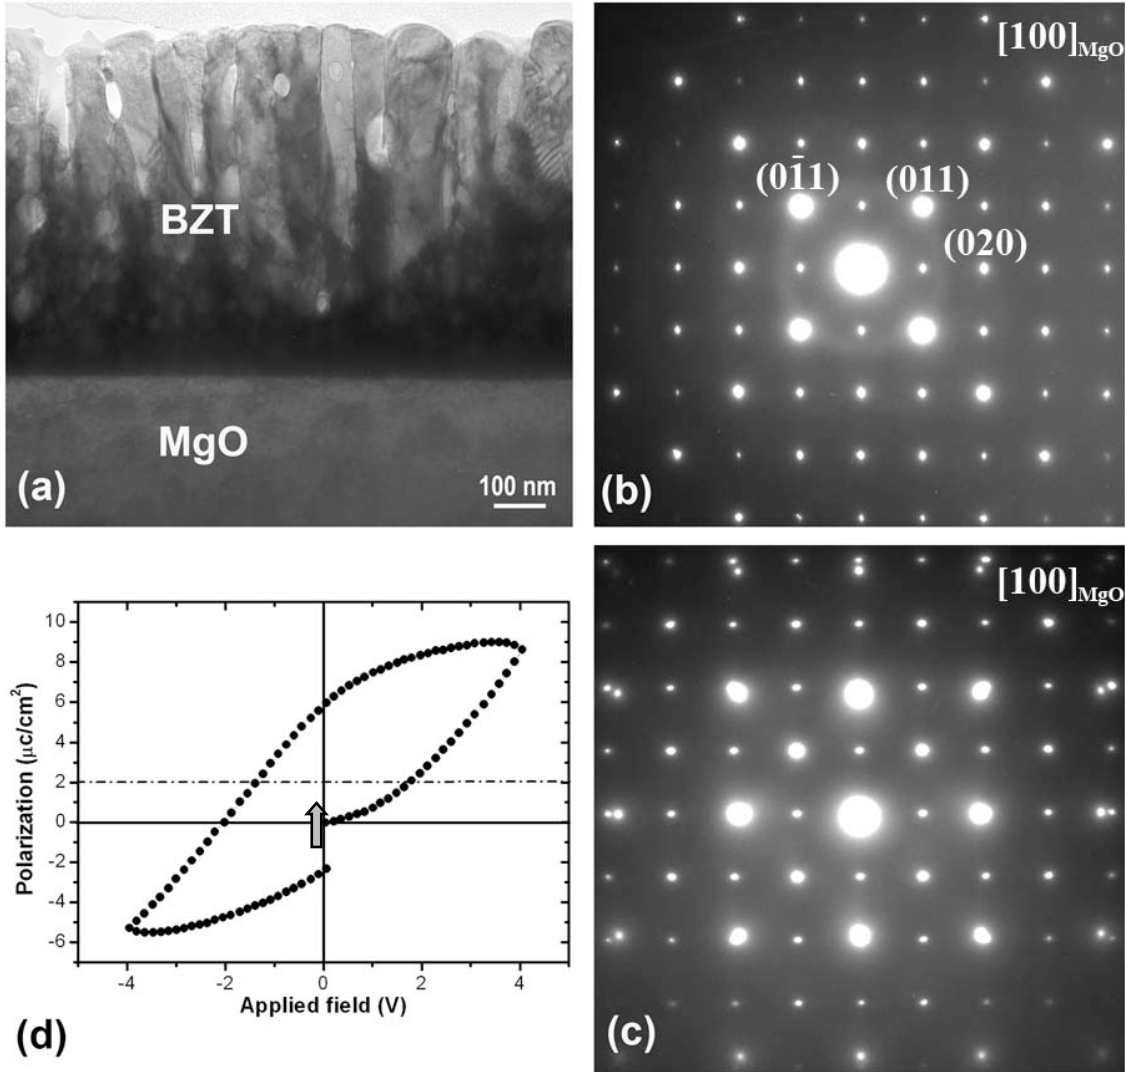 BZT
MgO
(a)
100 nm
[100]MgO
(01̄1)
(011)
(020)
(b)
10
8
6
4
2
0
-2
-4
-6
-4
-2
0
2
4
Polarization (μc/cm²)
Applied field (V)
(d)
[100]MgO
(c)